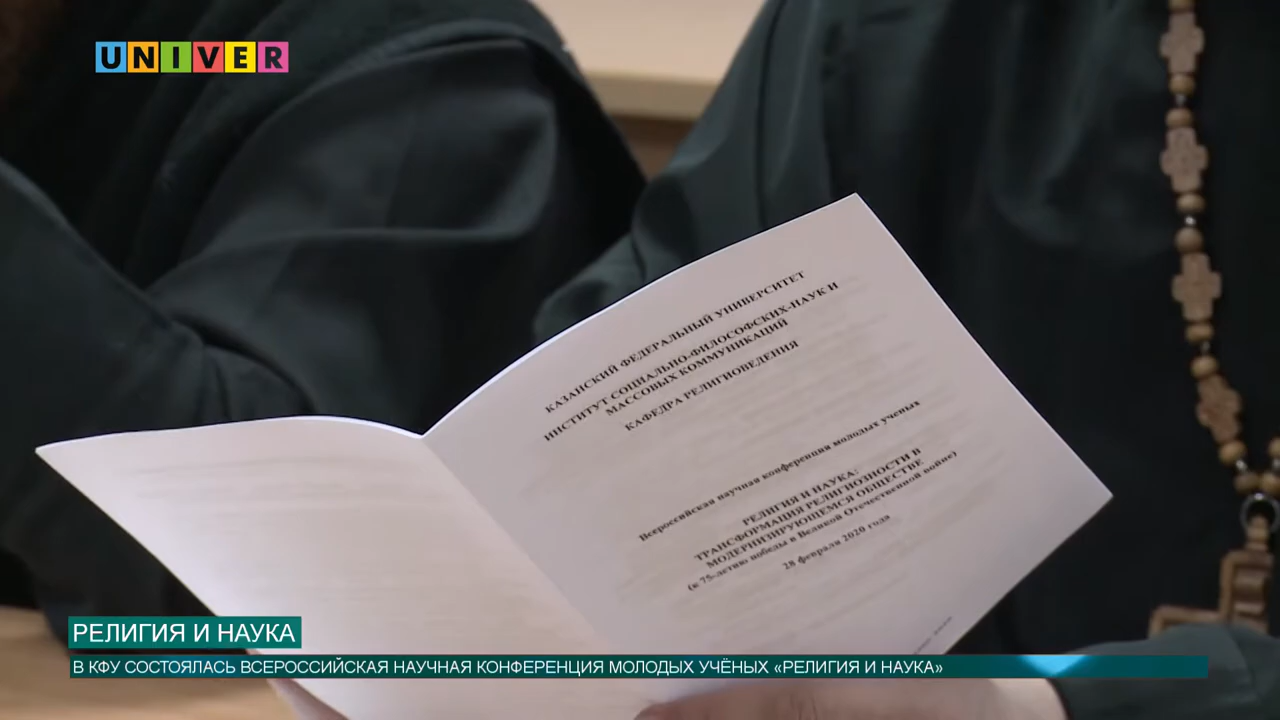 UNIVER
КАЗАНСКИЙ ФЕДЕРАЛЬНЫЙ УНИВЕРСИТЕТ
ИНСТИТУТ СОЦИАЛЬНО-ФИЛОСОФСКИХ-НАУК И
МАССОВЫХ КОММУНИКАЦИЙ
КАФЕДРА РЕЛИГИОВЕДЕНИЯ
Всероссийская научная конференция молодых ученых
РЕЛИГИЯ И НАУКА:
ТРАНСФОРМАЦИЯ РЕЛИГИОЗНОСТИ В
МОДЕРНИЗИРУЮЩЕМСЯ ОБЩЕСТВЕ
(к 75-летию победы в Великой Отечественной войне)
28 февраля 2020 года
РЕЛИГИЯ И НАУКА
В КФУ СОСТОЯЛАСЬ ВСЕРОССИЙСКАЯ НАУЧНАЯ КОНФЕРЕНЦИЯ МОЛОДЫХ УЧЁНЫХ «РЕЛИГИЯ И НАУКА»